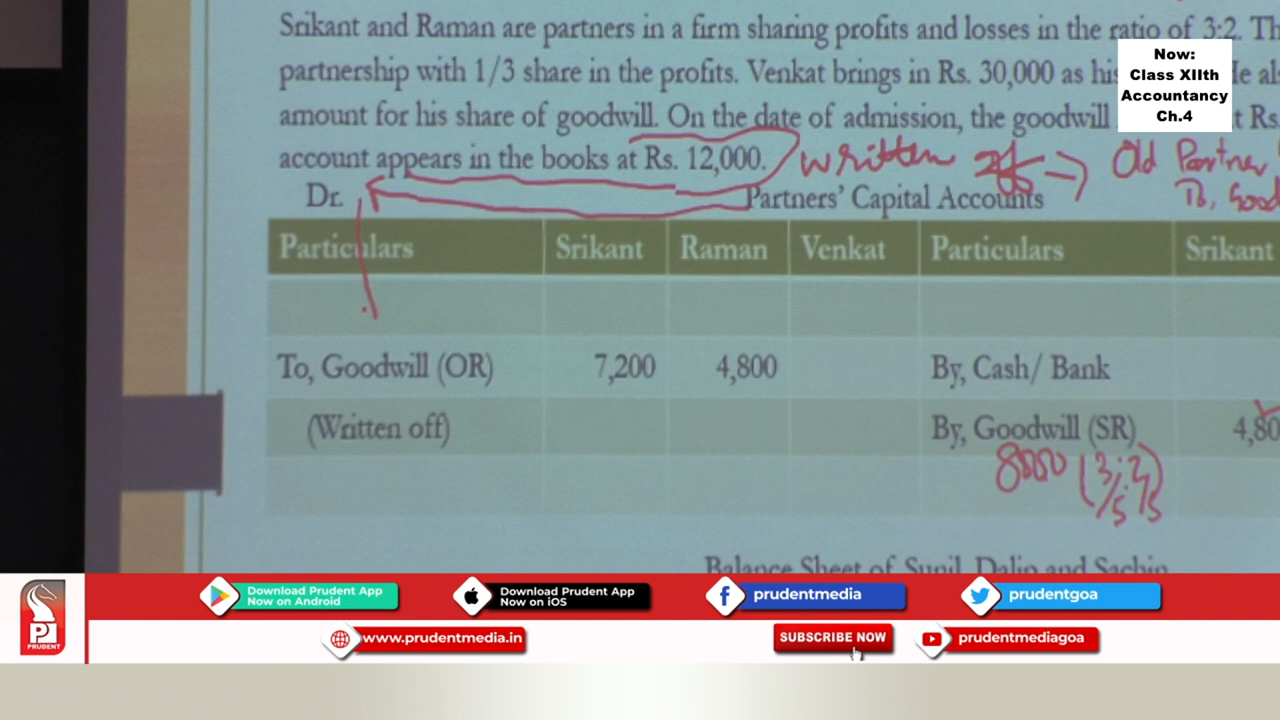 Srikant and Raman are partners in a firm sharing profits and losses in the ratio of 3:2.
partnership with 1/3 share in the profits. Venkat brings in Rs. 30,000 as his
amount for his share of goodwill. On the date of admission, the goodwill Rs.
account appears in the books at Rs. 12,000. written off → Old Partner
To, Good
Dr. Partners' Capital Accounts
Particulars Srikant Raman Venkat Particulars Srikant
To, Goodwill (OR) 7,200 4,800 By, Cash/ Bank
(Written off) By, Goodwill (SR) 4,80
8000 (3/5 : 2/5)
Balance Sheet of Sunil, Dalip and Sachin
Now:
Class XIIth
Accountancy
Ch.4
Download Prudent App
Now on Android
Download Prudent App
Now on iOS
prudentmedia
prudentgoa
PRUDENT
www.prudentmedia.in
SUBSCRIBE NOW
prudentmediagoa